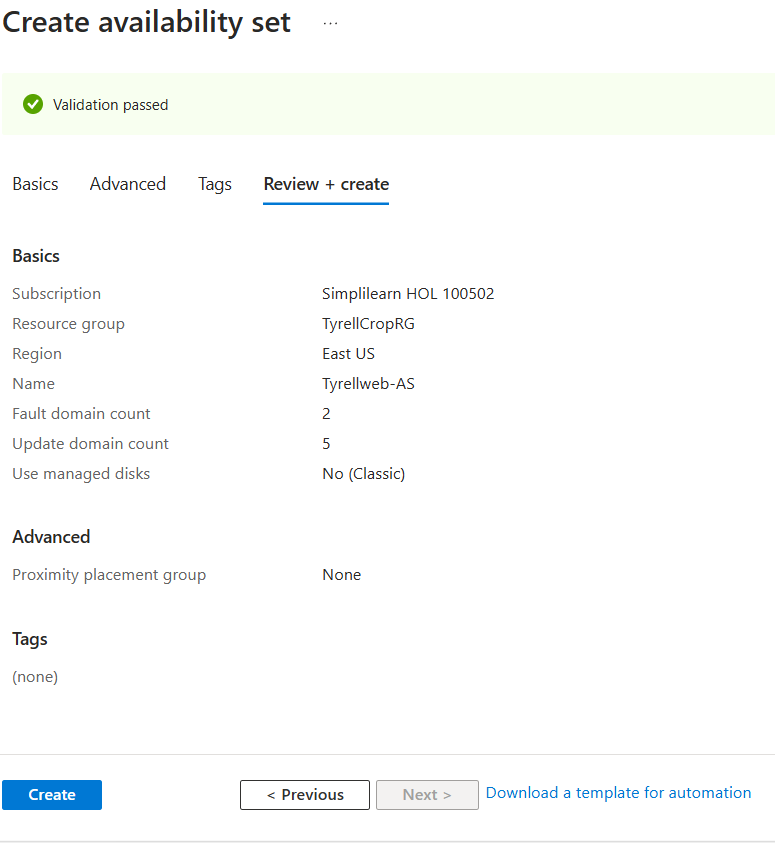 Create availability set ...
Validation passed
Basics Advanced Tags Review + create
Basics
Subscription Simplilearn HOL 100502
Resource group TyrellCropRG
Region East US
Name Tyrellweb-AS
Fault domain count 2
Update domain count 5
Use managed disks No (Classic)
Advanced
Proximity placement group None
Tags
(none)
Create < Previous Next > Download a template for automation